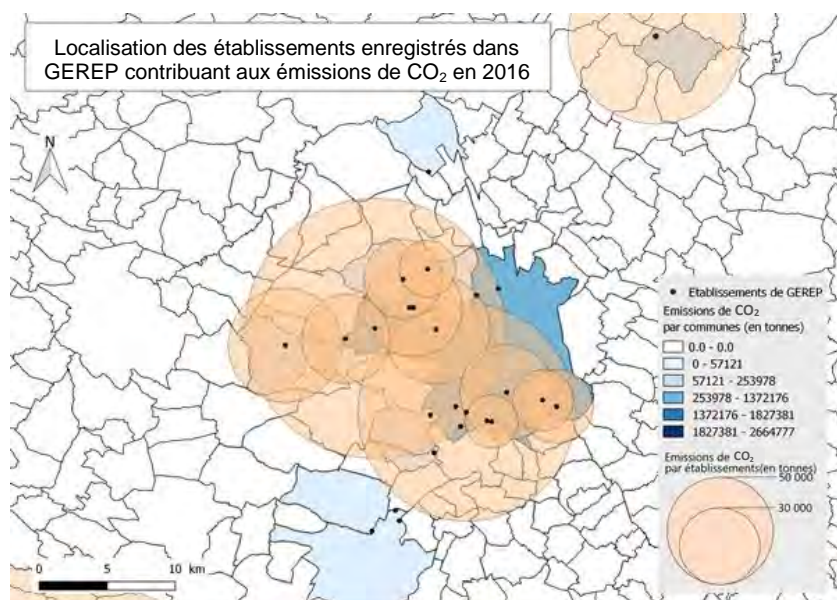 Localisation des établissements enregistrés dans
GEREP contribuant aux émissions de CO₂ en 2016
N
Etablissements de GEREP
Emissions de CO₂
par communes (en tonnes)
0.0 - 0.0
0 - 57121
57121 - 253978
253978 - 1372176
1372176 - 1827381
1827381 - 2664777
Emissions de CO₂
par établissements(en tonnes)
50 000
30 000
0 5 10 km